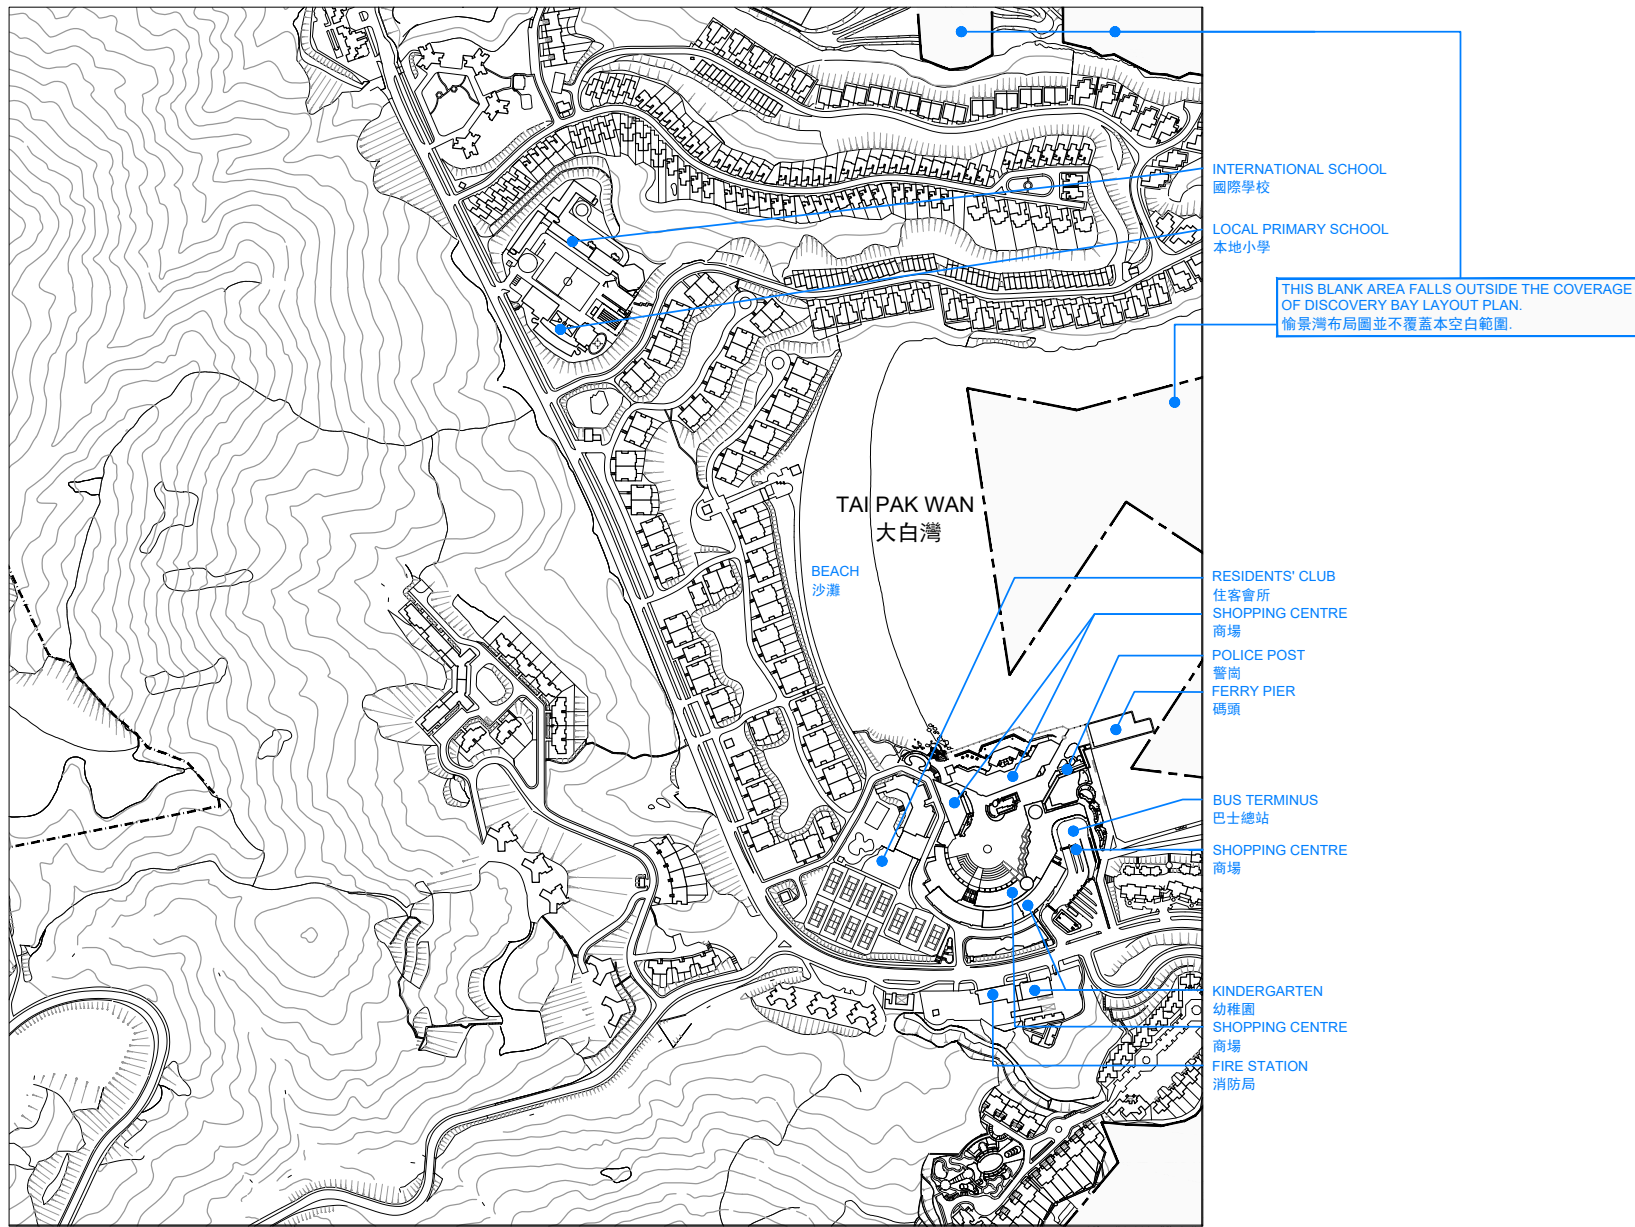 INTERNATIONAL SCHOOL
國際學校
LOCAL PRIMARY SCHOOL
本地小學
THIS BLANK AREA FALLS OUTSIDE THE COVERAGE
OF DISCOVERY BAY LAYOUT PLAN.
愉景灣布局圖並不覆蓋本空白範圍.
TAI PAK WAN
大白灣
BEACH
沙灘
RESIDENTS' CLUB
住客會所
SHOPPING CENTRE
商場
POLICE POST
警崗
FERRY PIER
碼頭
BUS TERMINUS
巴士總站
SHOPPING CENTRE
商場
KINDERGARTEN
幼稚園
SHOPPING CENTRE
商場
FIRE STATION
消防局